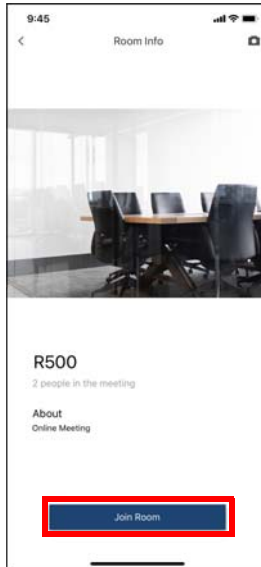 9:45
Room Info
R500
2 people in the meeting
About
Online Meeting
Join Room